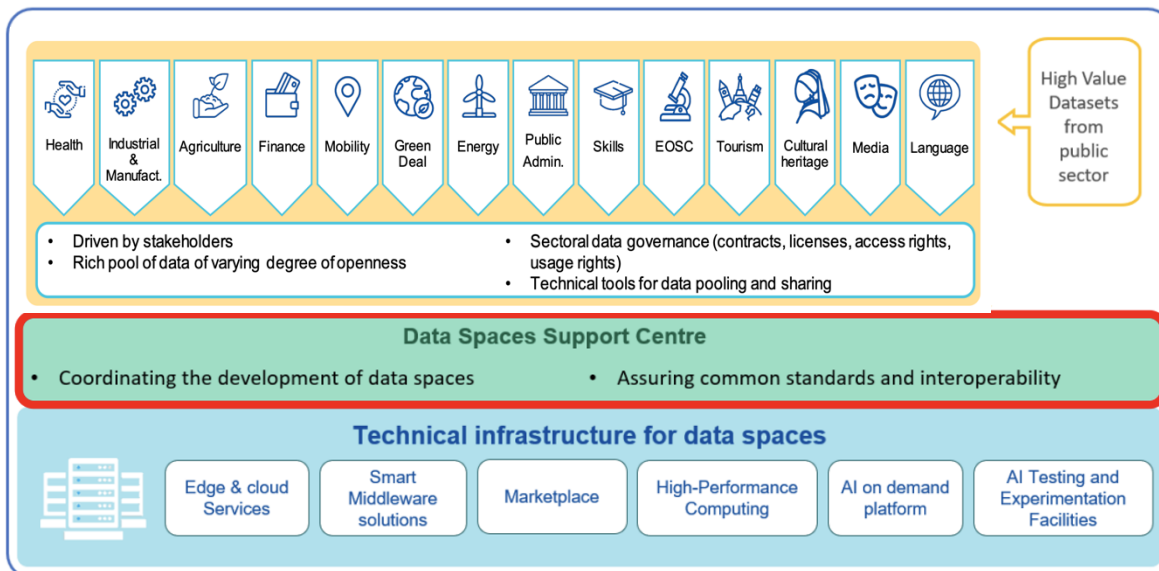 Health
Industrial
&
Manufact.
Agriculture
Finance
Mobility
Green
Deal
Energy
Public
Admin.
Skills
EOSC
Tourism
Cultural
heritage
Media
Language
High Value
Datasets
from
public
sector
• Driven by stakeholders
• Rich pool of data of varying degree of openness
• Sectoral data governance (contracts, licenses, access rights,
usage rights)
• Technical tools for data pooling and sharing
Data Spaces Support Centre
• Coordinating the development of data spaces
• Assuring common standards and interoperability
Technical infrastructure for data spaces
Edge & cloud
Services
Smart
Middleware
solutions
Marketplace
High-Performance
Computing
AI on demand
platform
AI Testing and
Experimentation
Facilities